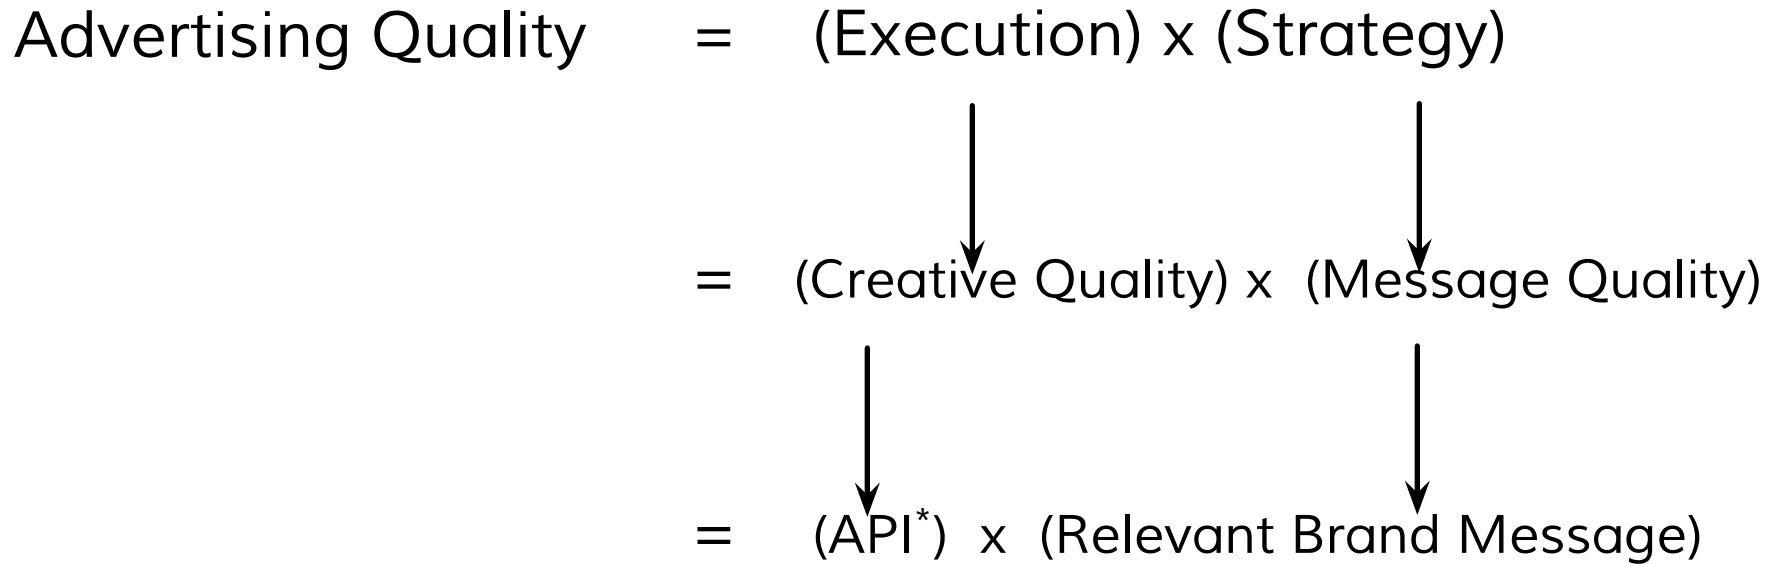 Advertising Quality = (Execution) x (Strategy)
= (Creative Quality) x (Message Quality)
= (API*) x (Relevant Brand Message)